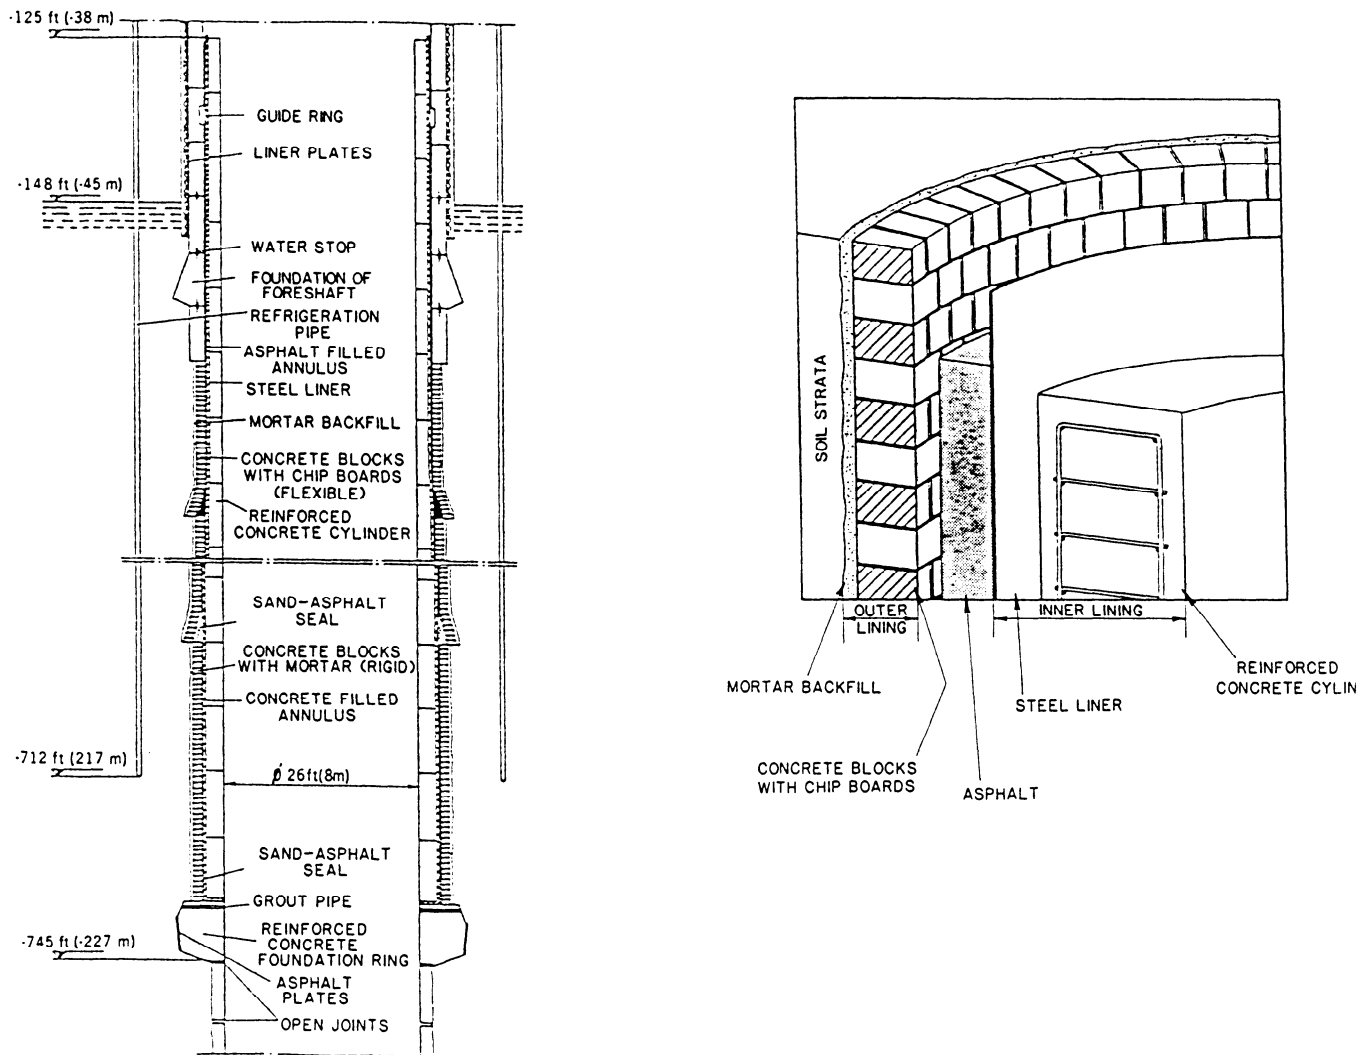 -125 ft (-38 m)
GUIDE RING
LINER PLATES
-148 ft (-45 m)
WATER STOP
FOUNDATION OF
FORESHAFT
REFRIGERATION
PIPE
ASPHALT FILLED
ANNULUS
STEEL LINER
MORTAR BACKFILL
CONCRETE BLOCKS
WITH CHIP BOARDS
(FLEXIBLE)
REINFORCED
CONCRETE CYLINDER
SAND-ASPHALT
SEAL
CONCRETE BLOCKS
WITH MORTAR (RIGID)
CONCRETE FILLED
ANNULUS
-712 ft (217 m)
ϕ 26ft(8m)
SAND-ASPHALT
SEAL
GROUT PIPE
REINFORCED
CONCRETE
FOUNDATION RING
-745 ft (-227 m)
ASPHALT
PLATES
OPEN JOINTS
SOIL STRATA
OUTER
LINING
INNER LINING
MORTAR BACKFILL
REINFORCED
CONCRETE CYLIN
STEEL LINER
CONCRETE BLOCKS
WITH CHIP BOARDS
ASPHALT